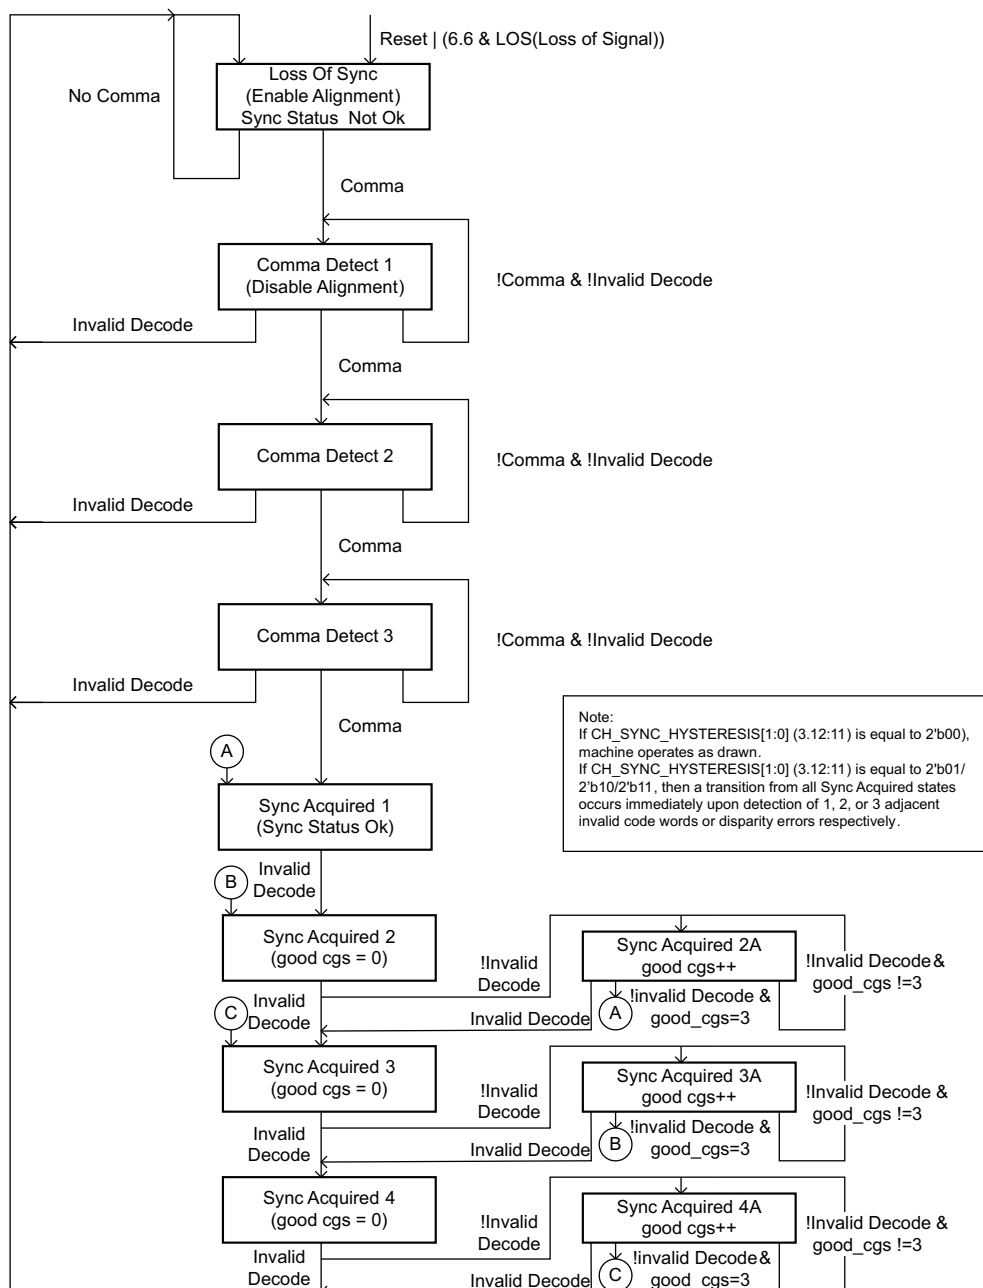 Reset | (6.6 & LOS(Loss of Signal))
Loss Of Sync
(Enable Alignment)
Sync Status Not Ok
No Comma
Comma
Comma Detect 1
(Disable Alignment)
!Comma & !Invalid Decode
Invalid Decode
Comma
Comma Detect 2
!Comma & !Invalid Decode
Invalid Decode
Comma
Comma Detect 3
!Comma & !Invalid Decode
Invalid Decode
Comma
Note:
If CH_SYNC_HYSTERESIS[1:0] (3.12:11) is equal to 2'b00),
machine operates as drawn.
If CH_SYNC_HYSTERESIS[1:0] (3.12:11) is equal to 2'b01/
2'b10/2'b11, then a transition from all Sync Acquired states
occurs immediately upon detection of 1, 2, or 3 adjacent
invalid code words or disparity errors respectively.
A
Sync Acquired 1
(Sync Status Ok)
Invalid
Decode
B
Sync Acquired 2
(good cgs = 0)
!Invalid
Decode
Sync Acquired 2A
good cgs++
!Invalid Decode &
good_cgs !=3
A
!invalid Decode &
good_cgs=3
Invalid Decode
C
Invalid
Decode
Sync Acquired 3
(good cgs = 0)
!Invalid
Decode
Sync Acquired 3A
good cgs++
!Invalid Decode &
good_cgs !=3
B
!invalid Decode &
good_cgs=3
Invalid Decode
Invalid
Decode
Sync Acquired 4
(good cgs = 0)
!Invalid
Decode
Sync Acquired 4A
good cgs++
!Invalid Decode &
good_cgs !=3
C
!invalid Decode &
good_cgs=3
Invalid Decode
Invalid
Decode